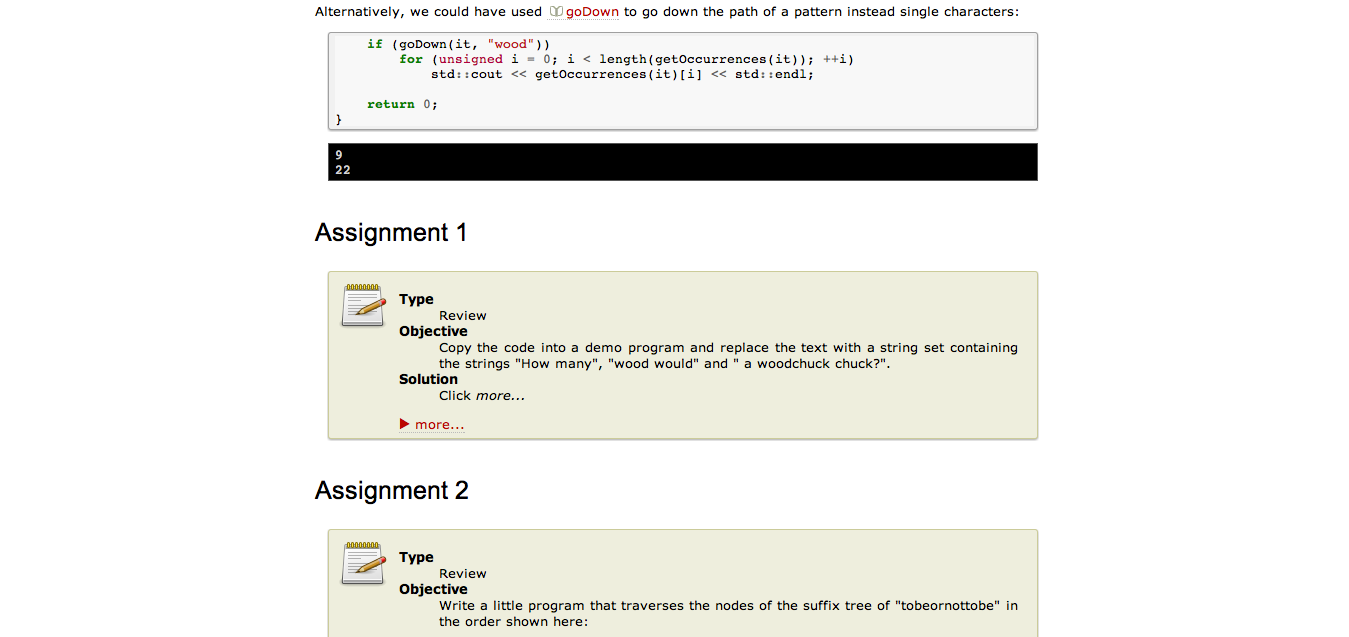 Alternatively, we could have used goDown to go down the path of a pattern instead single characters:
if (goDown(it, "wood"))
for (unsigned i = 0; i < length(getOccurrences(it)); ++i)
std::cout << getOccurrences(it)[i] << std::endl;
return 0;
}
9
22
Assignment 1
Type
Review
Objective
Copy the code into a demo program and replace the text with a string set containing
the strings "How many", "wood would" and " a woodchuck chuck?".
Solution
Click more...
more...
Assignment 2
Type
Review
Objective
Write a little program that traverses the nodes of the suffix tree of "tobeornottobe" in
the order shown here: